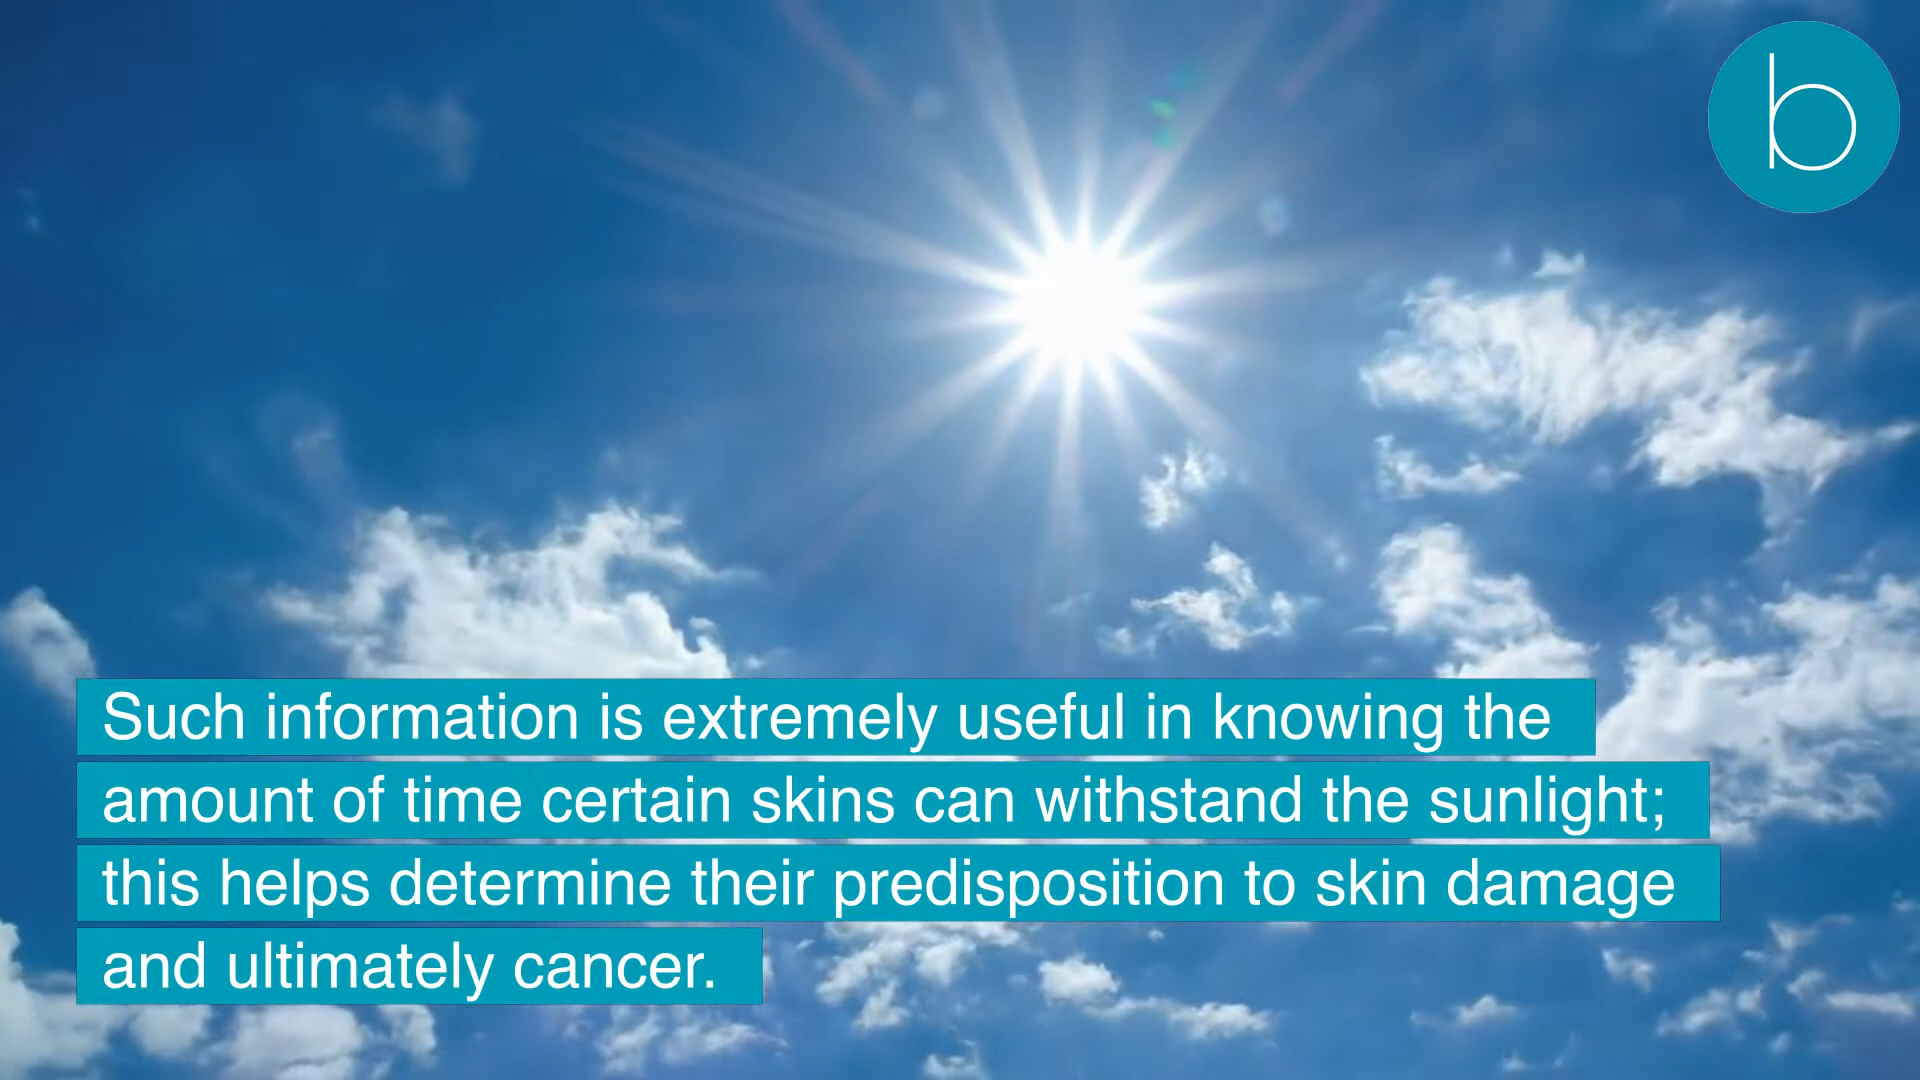 b
Such information is extremely useful in knowing the
amount of time certain skins can withstand the sunlight;
this helps determine their predisposition to skin damage
and ultimately cancer.